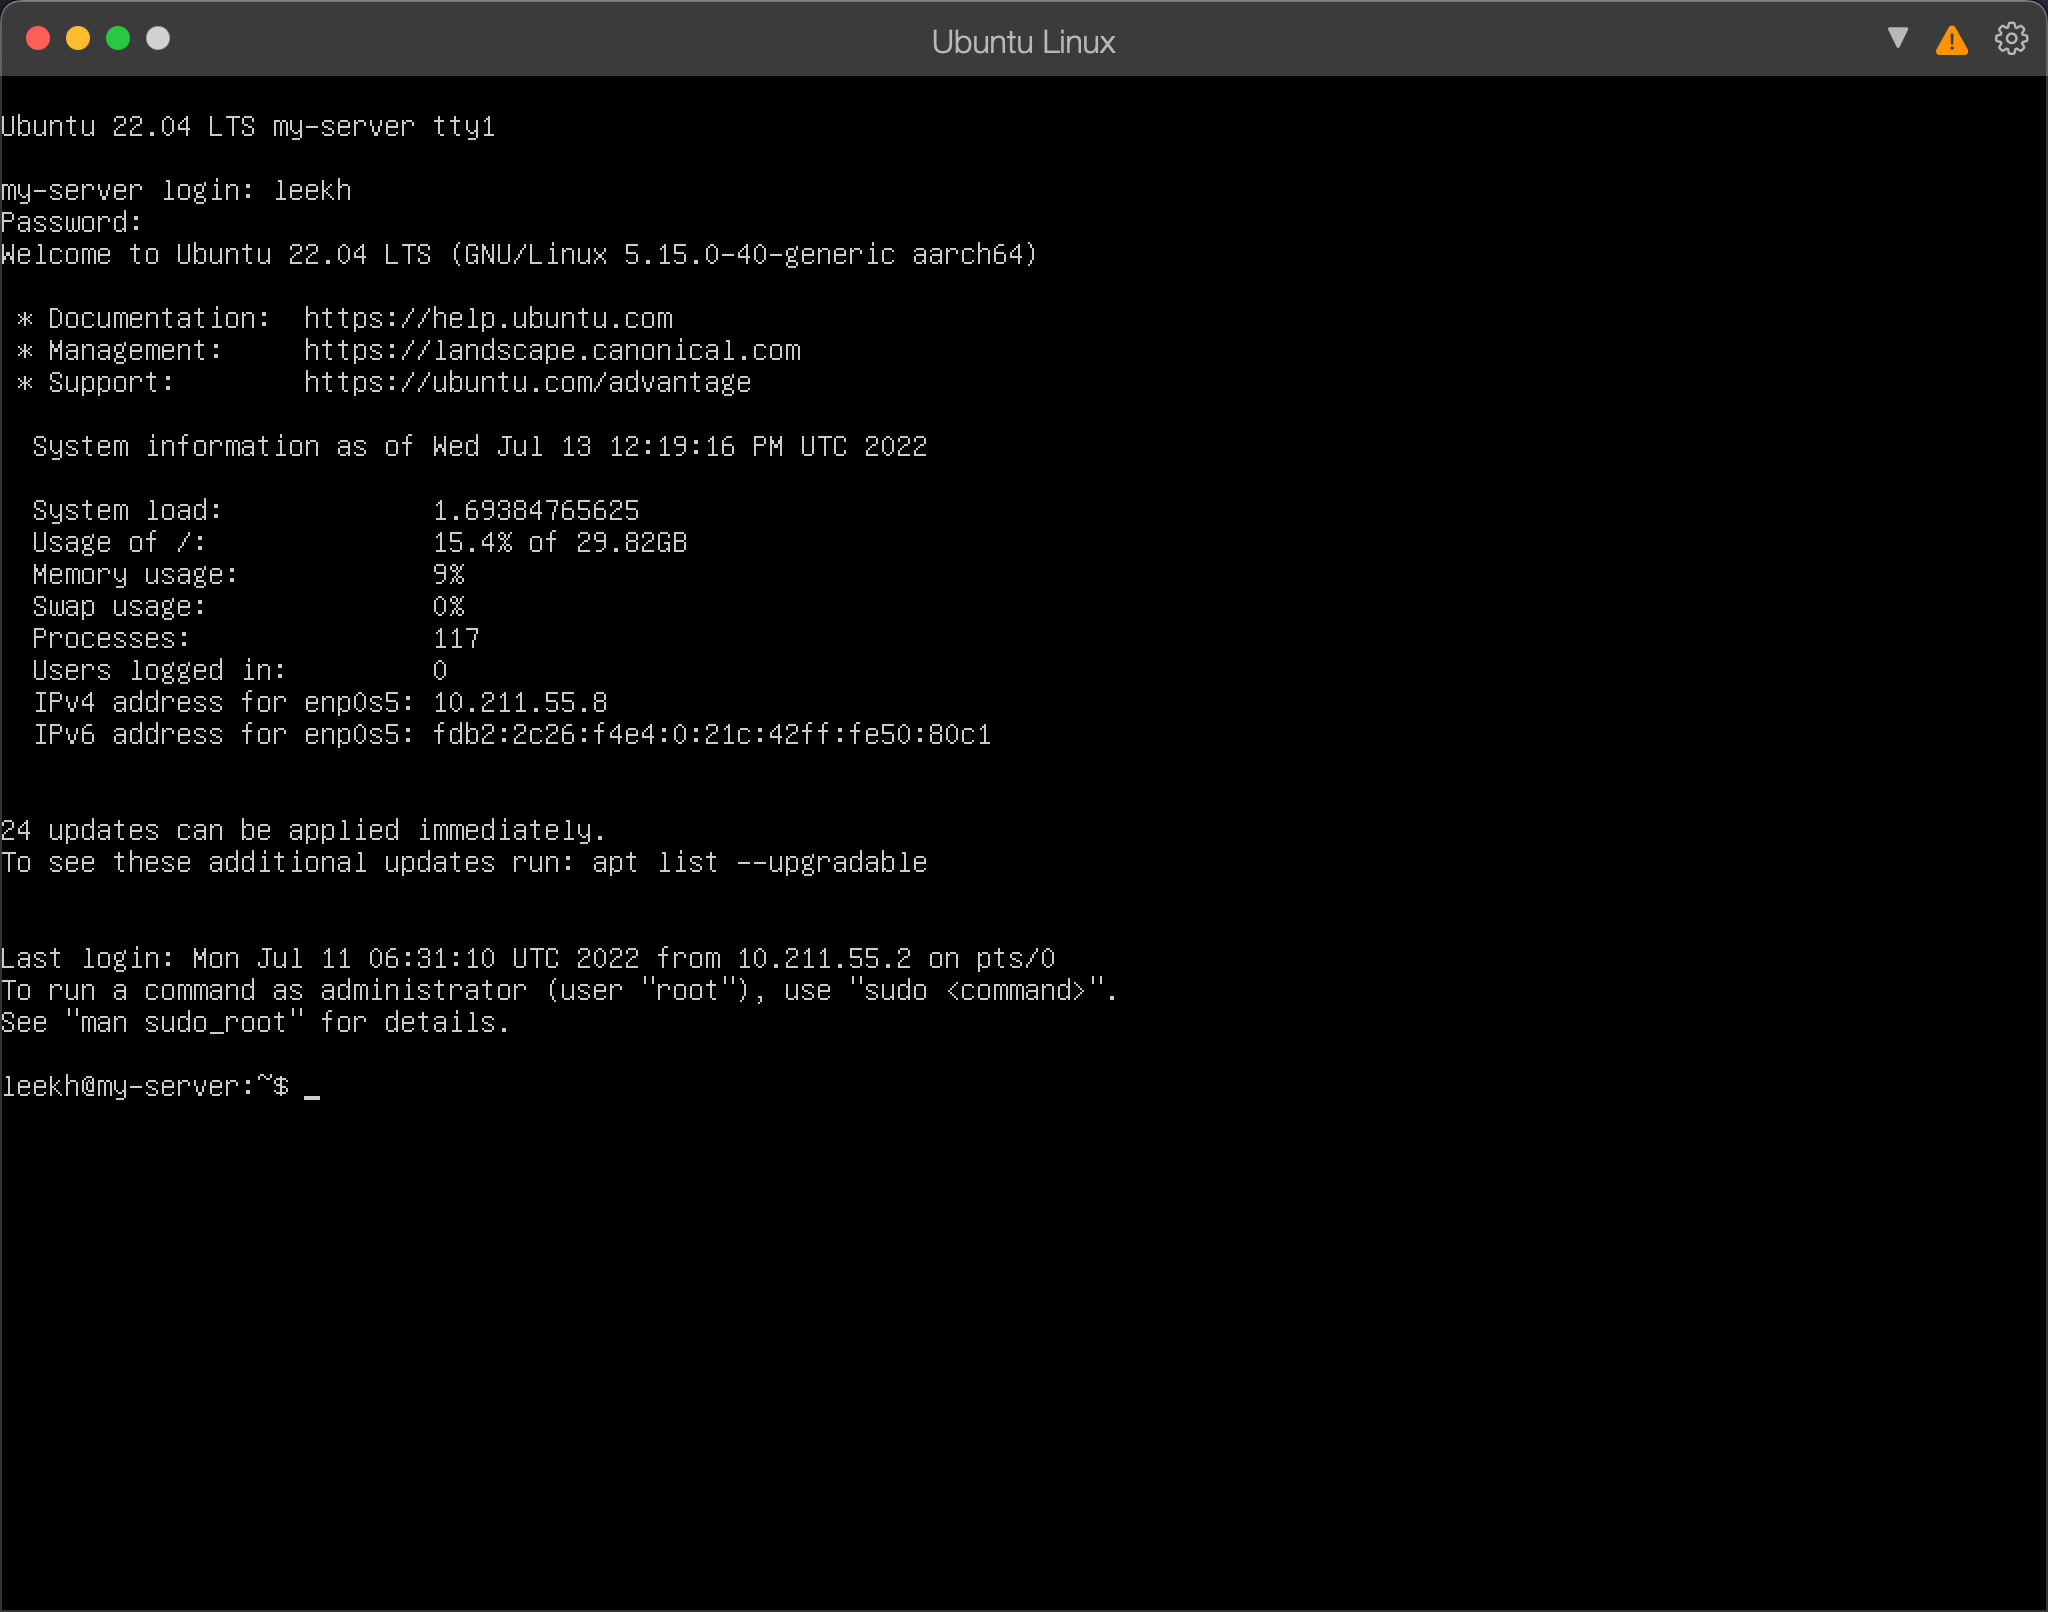 Ubuntu Linux
Ubuntu 22.04 LTS my-server tty1
my-server login: leekh
Password:
Welcome to Ubuntu 22.04 LTS (GNU/Linux 5.15.0-40-generic aarch64)
* Documentation:  https://help.ubuntu.com
* Management:     https://landscape.canonical.com
* Support:        https://ubuntu.com/advantage
System information as of Wed Jul 13 12:19:16 PM UTC 2022
System load:             1.69384765625
Usage of /:              15.4% of 29.82GB
Memory usage:            9%
Swap usage:              0%
Processes:               117
Users logged in:         0
IPv4 address for enp0s5: 10.211.55.8
IPv6 address for enp0s5: fdb2:2c26:f4e4:0:21c:42ff:fe50:80c1
24 updates can be applied immediately.
To see these additional updates run: apt list --upgradable
Last login: Mon Jul 11 06:31:10 UTC 2022 from 10.211.55.2 on pts/0
To run a command as administrator (user "root"), use "sudo <command>".
See "man sudo_root" for details.
leekh@my-server:~$ _